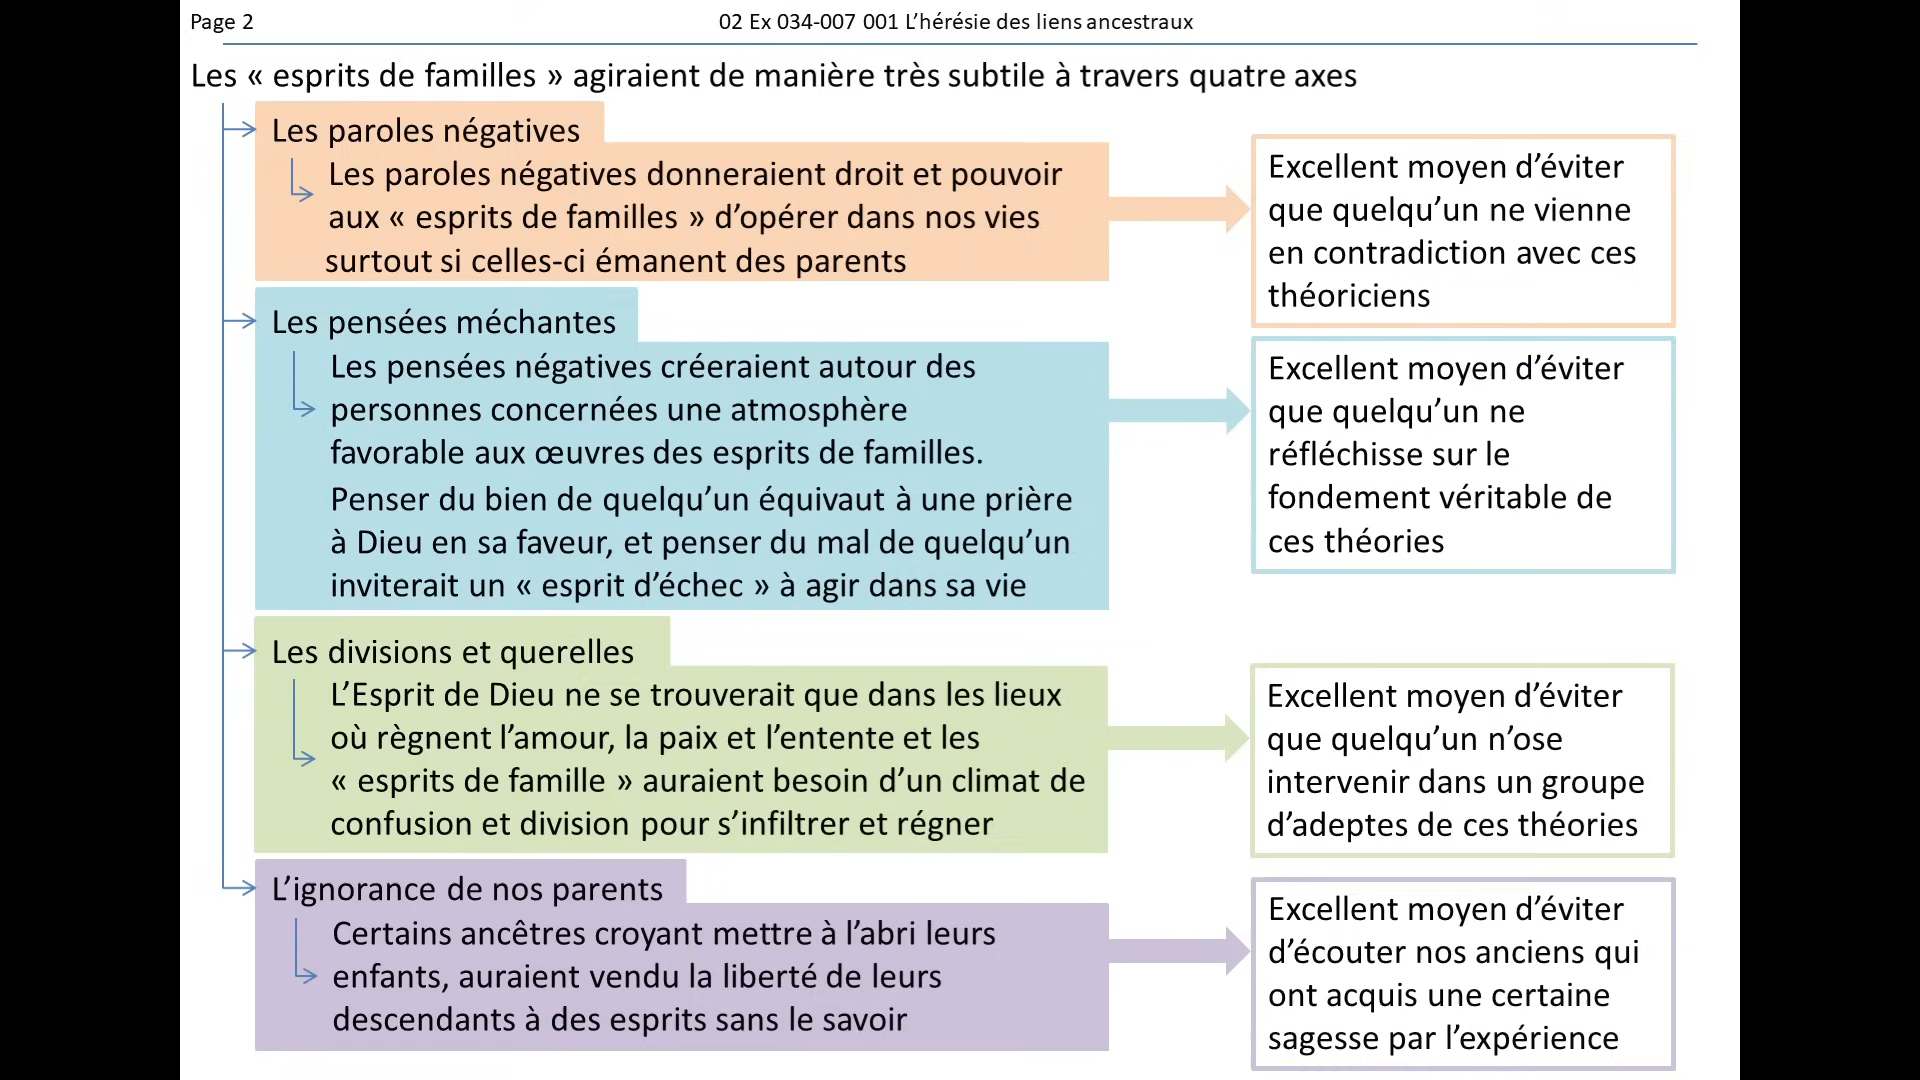 Page 2
02 Ex 034-007 001 L’hérésie des liens ancestraux
Les « esprits de familles » agiraient de manière très subtile à travers quatre axes
Les paroles négatives
Les paroles négatives donneraient droit et pouvoir
aux « esprits de familles » d’opérer dans nos vies
surtout si celles-ci émanent des parents
Excellent moyen d’éviter
que quelqu’un ne vienne
en contradiction avec ces
théoriciens
Les pensées méchantes
Les pensées négatives créeraient autour des
personnes concernées une atmosphère
favorable aux œuvres des esprits de familles.
Penser du bien de quelqu’un équivaut à une prière
à Dieu en sa faveur, et penser du mal de quelqu’un
inviterait un « esprit d’échec » à agir dans sa vie
Excellent moyen d’éviter
que quelqu’un ne
réfléchisse sur le
fondement véritable de
ces théories
Les divisions et querelles
L’Esprit de Dieu ne se trouverait que dans les lieux
où règnent l’amour, la paix et l’entente et les
« esprits de famille » auraient besoin d’un climat de
confusion et division pour s’infiltrer et régner
Excellent moyen d’éviter
que quelqu’un n’ose
intervenir dans un groupe
d’adeptes de ces théories
L’ignorance de nos parents
Certains ancêtres croyant mettre à l’abri leurs
enfants, auraient vendu la liberté de leurs
descendants à des esprits sans le savoir
Excellent moyen d’éviter
d’écouter nos anciens qui
ont acquis une certaine
sagesse par l’expérience